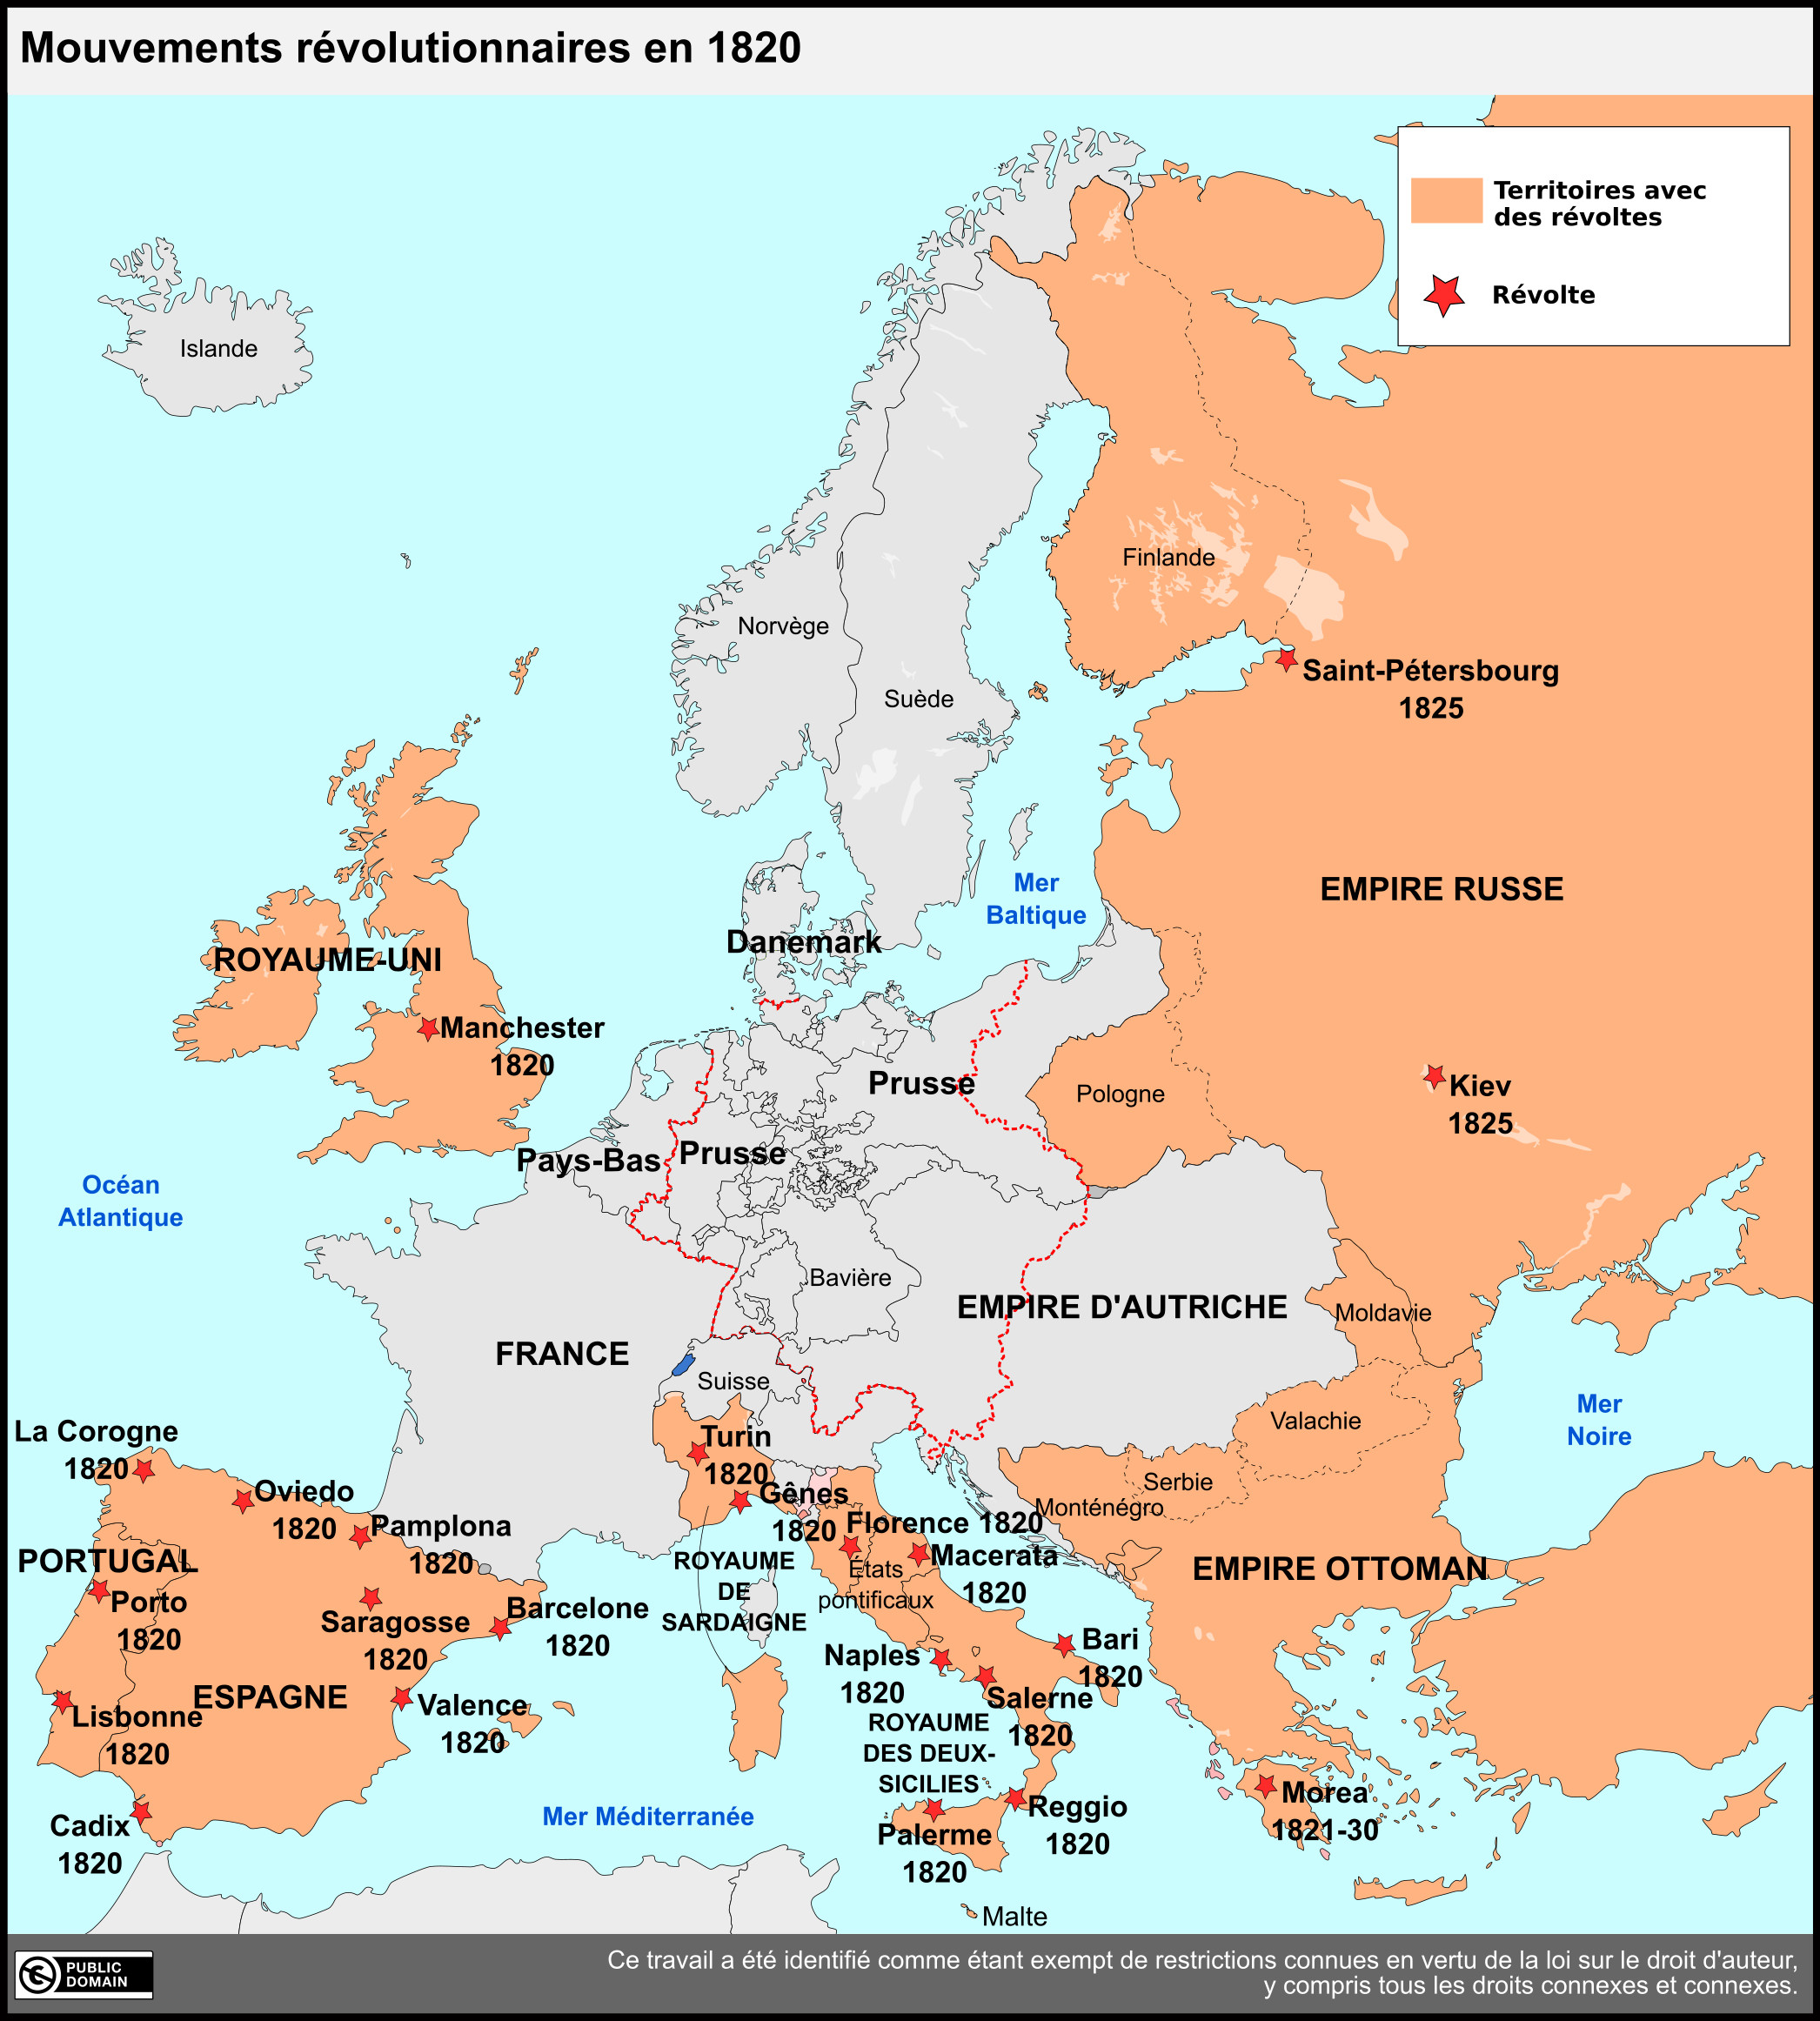 Mouvements révolutionnaires en 1820
Territoires avec
des révoltes
Révolte
Islande
Finlande
Norvège
Suède
Saint-Pétersbourg
1825
Mer
Baltique
EMPIRE RUSSE
Danemark
ROYAUME-UNI
Manchester
1820
Prusse
Pologne
Kiev
1825
Pays-Bas
Prusse
Océan
Atlantique
Bavière
EMPIRE D'AUTRICHE
Moldavie
FRANCE
Suisse
Valachie
Mer
Noire
La Corogne
1820
Turin
1820
Oviedo
1820
Gênes
1820
Serbie
Monténégro
Pamplona
1820
Florence 1820
Macerata
1820
États
pontificaux
PORTUGAL
ROYAUME
DE
SARDAIGNE
EMPIRE OTTOMAN
Porto
1820
Saragosse
1820
Barcelone
1820
Naples
1820
Bari
1820
ESPAGNE
Lisbonne
1820
Valence
1820
Salerne
1820
ROYAUME
DES DEUX-
SICILIES
Morea
1821-30
Cadix
1820
Mer Méditerranée
Reggio
1820
Palerme
1820
Malte
PUBLIC
DOMAIN
Ce travail a été identifié comme étant exempt de restrictions connues en vertu de la loi sur le droit d'auteur,
y compris tous les droits connexes et connexes.